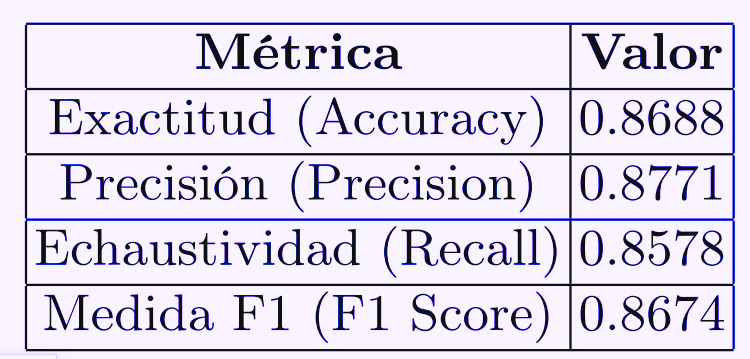 Métrica Valor
Exactitud (Accuracy) 0.8688
Precisión (Precision) 0.8771
Echaustividad (Recall) 0.8578
Medida F1 (F1 Score) 0.8674